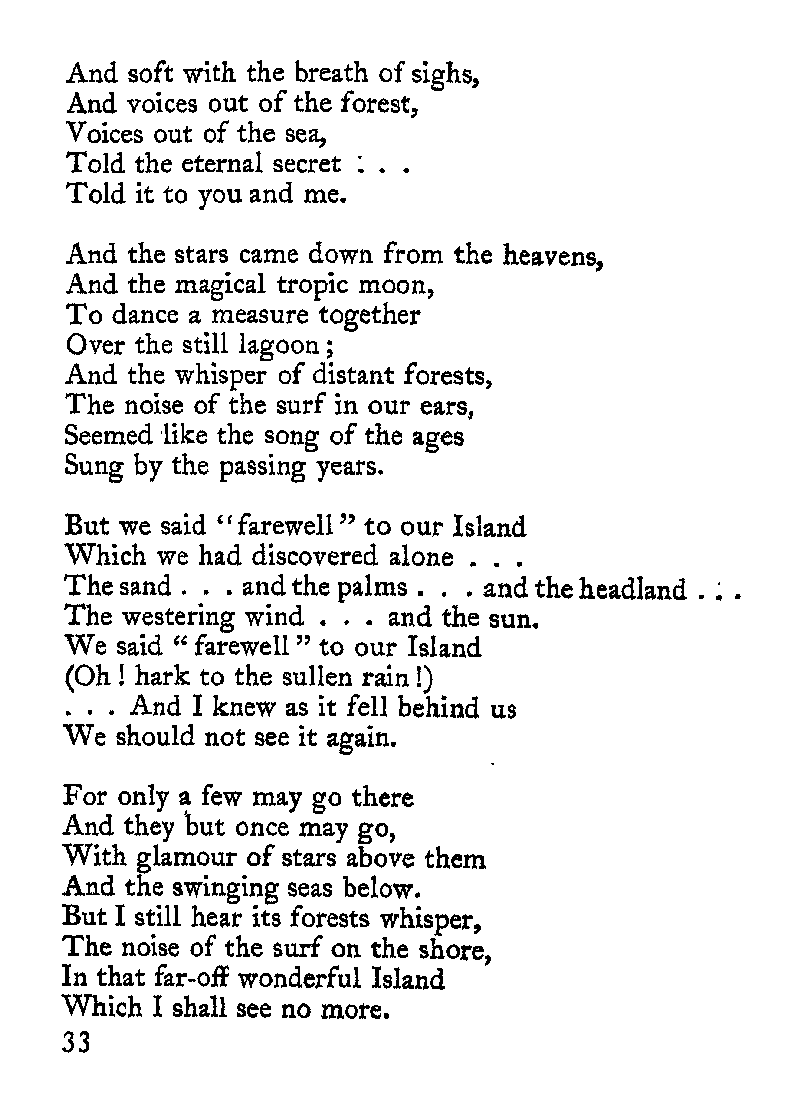 And soft with the breath of sighs,
And voices out of the forest,
Voices out of the sea,
Told the eternal secret . . .
Told it to you and me.

And the stars came down from the heavens,
And the magical tropic moon,
To dance a measure together
Over the still lagoon ;
And the whisper of distant forests,
The noise of the surf in our ears,
Seemed like the song of the ages
Sung by the passing years.

But we said “farewell” to our Island
Which we had discovered alone . . .
The sand . . . and the palms . . . and the headland . . .
The westering wind . . . and the sun.
We said “farewell” to our Island
(Oh ! hark to the sullen rain !)
. . . And I knew as it fell behind us
We should not see it again.

For only a few may go there
And they but once may go,
With glamour of stars above them
And the swinging seas below.
But I still hear its forests whisper,
The noise of the surf on the shore,
In that far-off wonderful Island
Which I shall see no more.
33